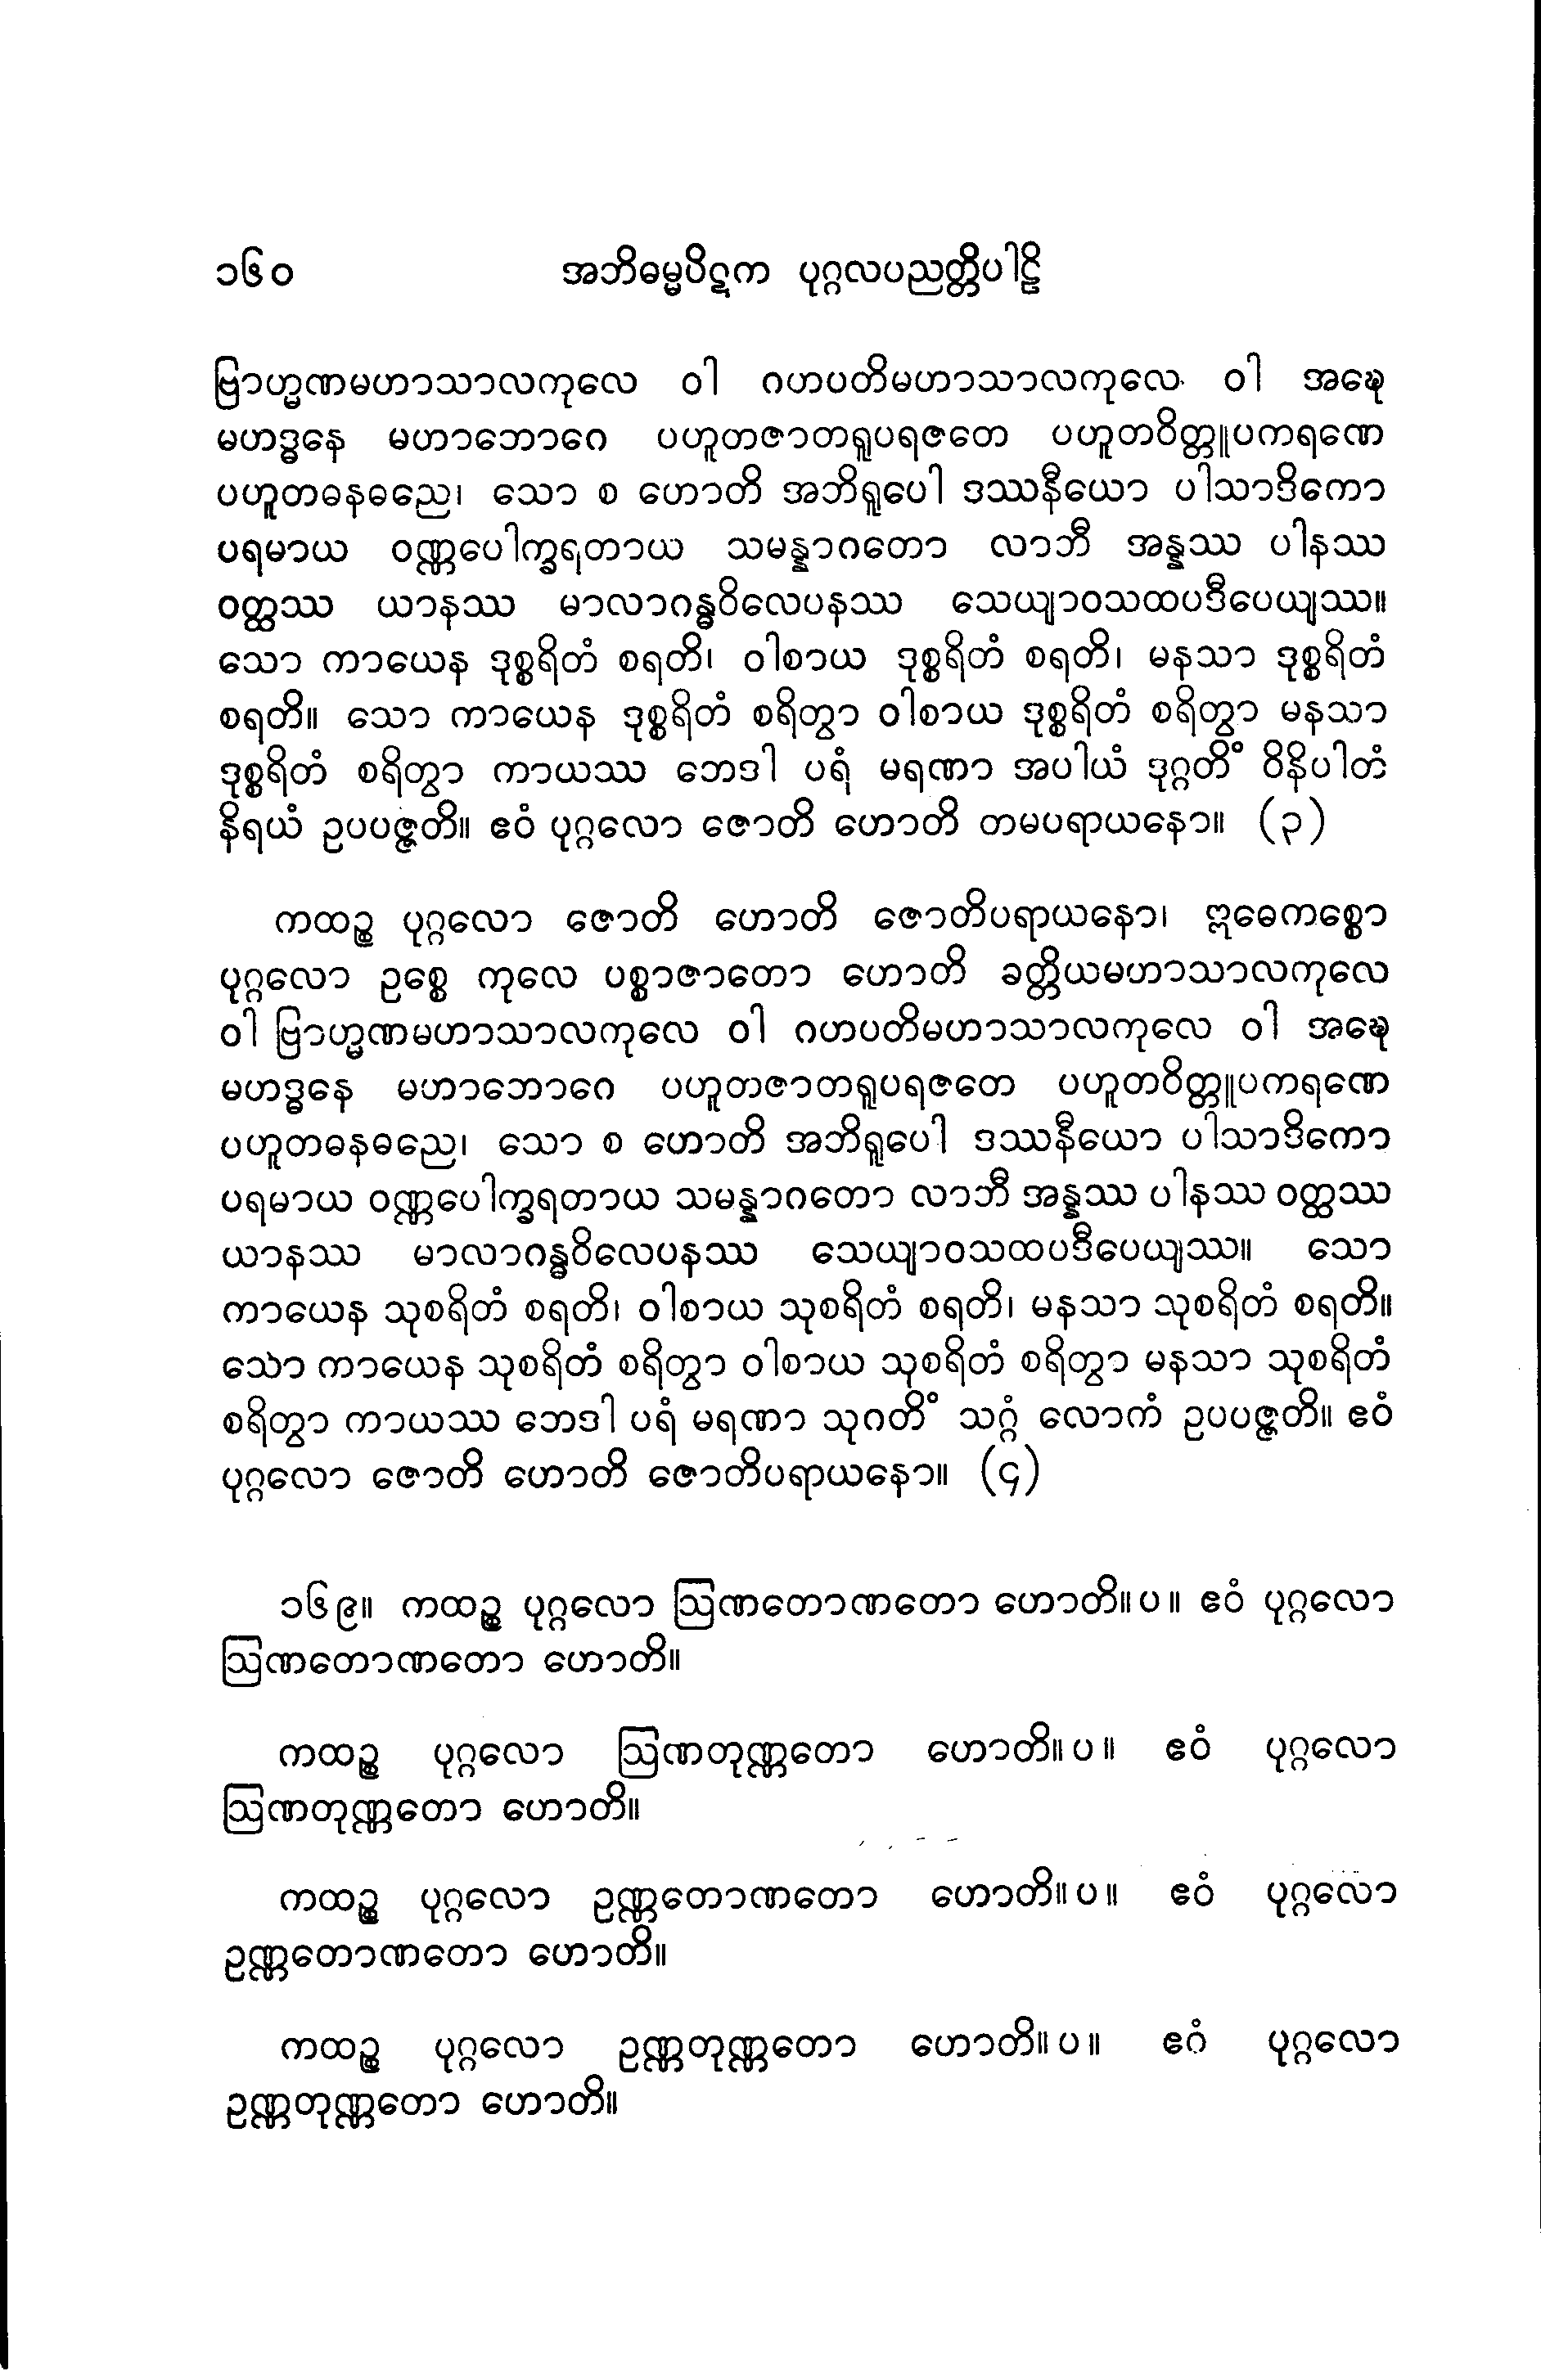 ၁၆၀ အဘိဓမ္မပိဋက ပုဂ္ဂလပညတ္တိပါဠိ
ဗြာဟ္မဏမဟာသာလကုလေ ဝါ ဂဟပတိမဟာသာလကုလေ ဝါ အဍ္ဎေ
မဟဒ္ဓနေ မဟာဘောဂေ ပဟူတဇာတရူပရဇတေ ပဟူတဝိတ္တူပကရဏေ
ပဟူတဓနဓညေ၊ သော စ ဟောတိ အဘိရူပေါ ဒဿနီယော ပါသာဒိကော
ပရမာယ ဝဏ္ဏပေါက္ခရတာယ သမန္နာဂတော လာဘီ အန္နဿ ပါနဿ
ဝတ္ထဿ ယာနဿ မာလာဂန္ဓဝိလေပနဿ သေယျာဝသထပဒီပေယျဿ။
သော ကာယေန ဒုစ္စရိတံ စရတိ၊ ဝါစာယ ဒုစ္စရိတံ စရတိ၊ မနသာ ဒုစ္စရိတံ
စရတိ။ သော ကာယေန ဒုစ္စရိတံ စရိတွာ ဝါစာယ ဒုစ္စရိတံ စရိတွာ မနသာ
ဒုစ္စရိတံ စရိတွာ ကာယဿ ဘေဒါ ပရံ မရဏာ အပါယံ ဒုဂ္ဂတိံ ဝိနိပါတံ
နိရယံ ဥပပဇ္ဇတိ။ ဧဝံ ပုဂ္ဂလော ဇောတိ ဟောတိ တမပရာယနော။ (၃)
ကထဉ္စ ပုဂ္ဂလော ဇောတိ ဟောတိ ဇောတိပရာယနော၊ ဣဓေကစ္စော
ပုဂ္ဂလော ဥစ္စေ ကုလေ ပစ္စာဇာတော ဟောတိ ခတ္တိယမဟာသာလကုလေ
ဝါ ဗြာဟ္မဏမဟာသာလကုလေ ဝါ ဂဟပတိမဟာသာလကုလေ ဝါ အဍ္ဎေ
မဟဒ္ဓနေ မဟာဘောဂေ ပဟူတဇာတရူပရဇတေ ပဟူတဝိတ္တူပကရဏေ
ပဟူတဓနဓညေ၊ သော စ ဟောတိ အဘိရူပေါ ဒဿနီယော ပါသာဒိကော
ပရမာယ ဝဏ္ဏပေါက္ခရတာယ သမန္နာဂတော လာဘီ အန္နဿ ပါနဿ ဝတ္ထဿ
ယာနဿ မာလာဂန္ဓဝိလေပနဿ သေယျာဝသထပဒီပေယျဿ။ သော
ကာယေန သုစရိတံ စရတိ၊ ဝါစာယ သုစရိတံ စရတိ၊ မနသာ သုစရိတံ စရတိ။
သော ကာယေန သုစရိတံ စရိတွာ ဝါစာယ သုစရိတံ စရိတွာ မနသာ သုစရိတံ
စရိတွာ ကာယဿ ဘေဒါ ပရံ မရဏာ သုဂတိံ သဂ္ဂံ လောကံ ဥပပဇ္ဇတိ။ ဧဝံ
ပုဂ္ဂလော ဇောတိ ဟောတိ ဇောတိပရာယနော။ (၄)
၁၆၉။ ကထဉ္စ ပုဂ္ဂလော ဩဏတောဏတော ဟောတိ။ပ။ ဧဝံ ပုဂ္ဂလော
ဩဏတောဏတော ဟောတိ။
ကထဉ္စ ပုဂ္ဂလော ဩဏတုဏ္ဏတော ဟောတိ။ပ။ ဧဝံ ပုဂ္ဂလော
ဩဏတုဏ္ဏတော ဟောတိ။
ကထဉ္စ ပုဂ္ဂလော ဥဏ္ဏတောဏတော ဟောတိ။ပ။ ဧဝံ ပုဂ္ဂလော
ဥဏ္ဏတောဏတော ဟောတိ။
ကထဉ္စ ပုဂ္ဂလော ဥဏ္ဏတုဏ္ဏတော ဟောတိ။ပ။ ဧဝံ ပုဂ္ဂလော
ဥဏ္ဏတုဏ္ဏတော ဟောတိ။